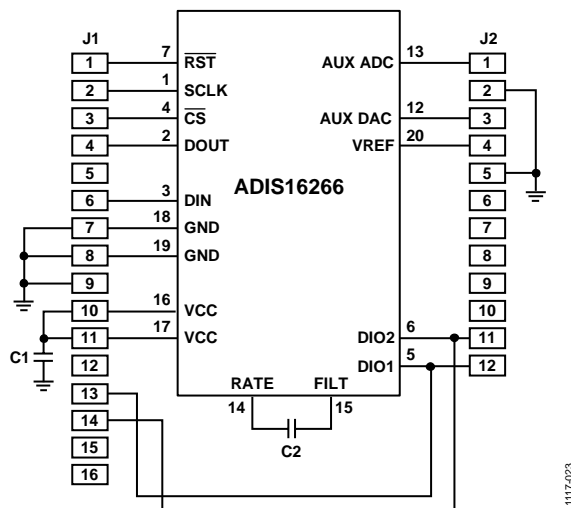 J1 J2
1 7 RST AUX ADC 13 1
2 1 SCLK 2
3 4 CS AUX DAC 12 3
4 2 DOUT VREF 20 4
5 5
ADIS16266
6 3 DIN 6
7 18 GND 7
8 19 GND 8
9 9
10 16 VCC 10
11 17 VCC DIO2 6 11
C1
12 DIO1 5 12
13 RATE FILT
14 14 15
C2
15
16
1117-023